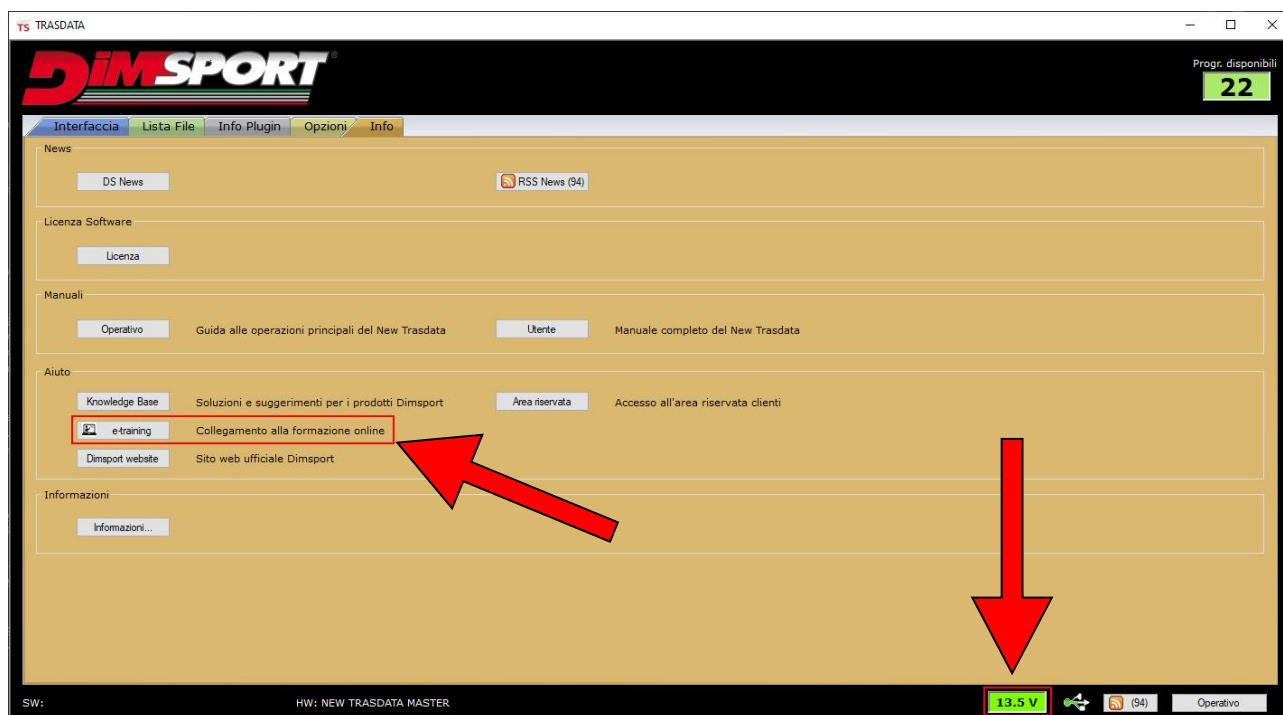 TS TRASDATA
DIMSPORT
Progr. disponibili
22
Interfaccia Lista File Info Plugin Opzioni Info
News
DS News RSS News (94)
Licenza Software
Licenza
Manuali
Operativo Guida alle operazioni principali del New Trasdata Utente Manuale completo del New Trasdata
Aiuto
Knowledge Base Soluzioni e suggerimenti per i prodotti Dimsport Area riservata Accesso all'area riservata clienti
e-training Collegamento alla formazione online
Dimsport website Sito web ufficiale Dimsport
Informazioni
Informazioni...
SW: HW: NEW TRASDATA MASTER 13.5 V (94) Operativo